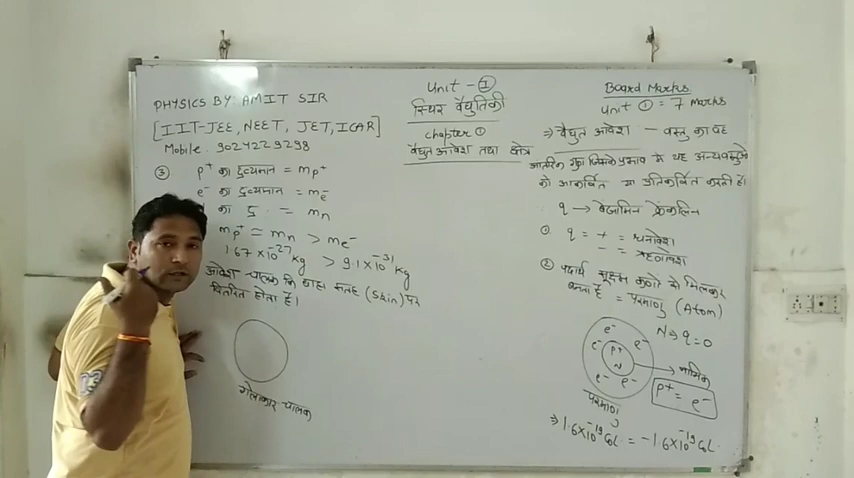 PHYSICS BY: AMIT SIR
[IIT-JEE, NEET, JET, ICAR]
Mobile. 9024229298
③ p⁺ का द्रव्यमान = mp⁺
e⁻ का द्रव्यमान = me⁻
का द्र. = mn
mp⁺ ≃ mn > me⁻
1.67×10⁻²⁷ Kg > 9.1×10⁻³¹ Kg
आवेश चालक कि बाह्य सतह (Skin) पर
वितरित होता है।
गोलाकार चालक
Unit - ①
स्थिर वैद्युतिकी
chapter ①
वैद्युत आवेश तथा क्षेत्र
Board Marks
Unit ① = 7 Marks
⇒ वैद्युत आवेश – वस्तु का वह
आंतरिक गुण जिसके प्रभाव से वह अन्य वस्तुओ
को आकर्षित या प्रतिकर्षित करती है।
q → बेंजामिन फ्रेंकलिन
① q = + = धनावेश
- = ऋणावेश
② पदार्थ सूक्ष्म कणों से मिलकर
बनता है = परमाणु (Atom)
N ⇒ q = 0
e⁻
e⁻ e⁻
p⁺
N
e⁻ e⁻
नाभिक
p⁺ = e⁻
परमाणु
⇒ 1.6×10⁻¹⁹ Col = -1.6×10⁻¹⁹ Col.